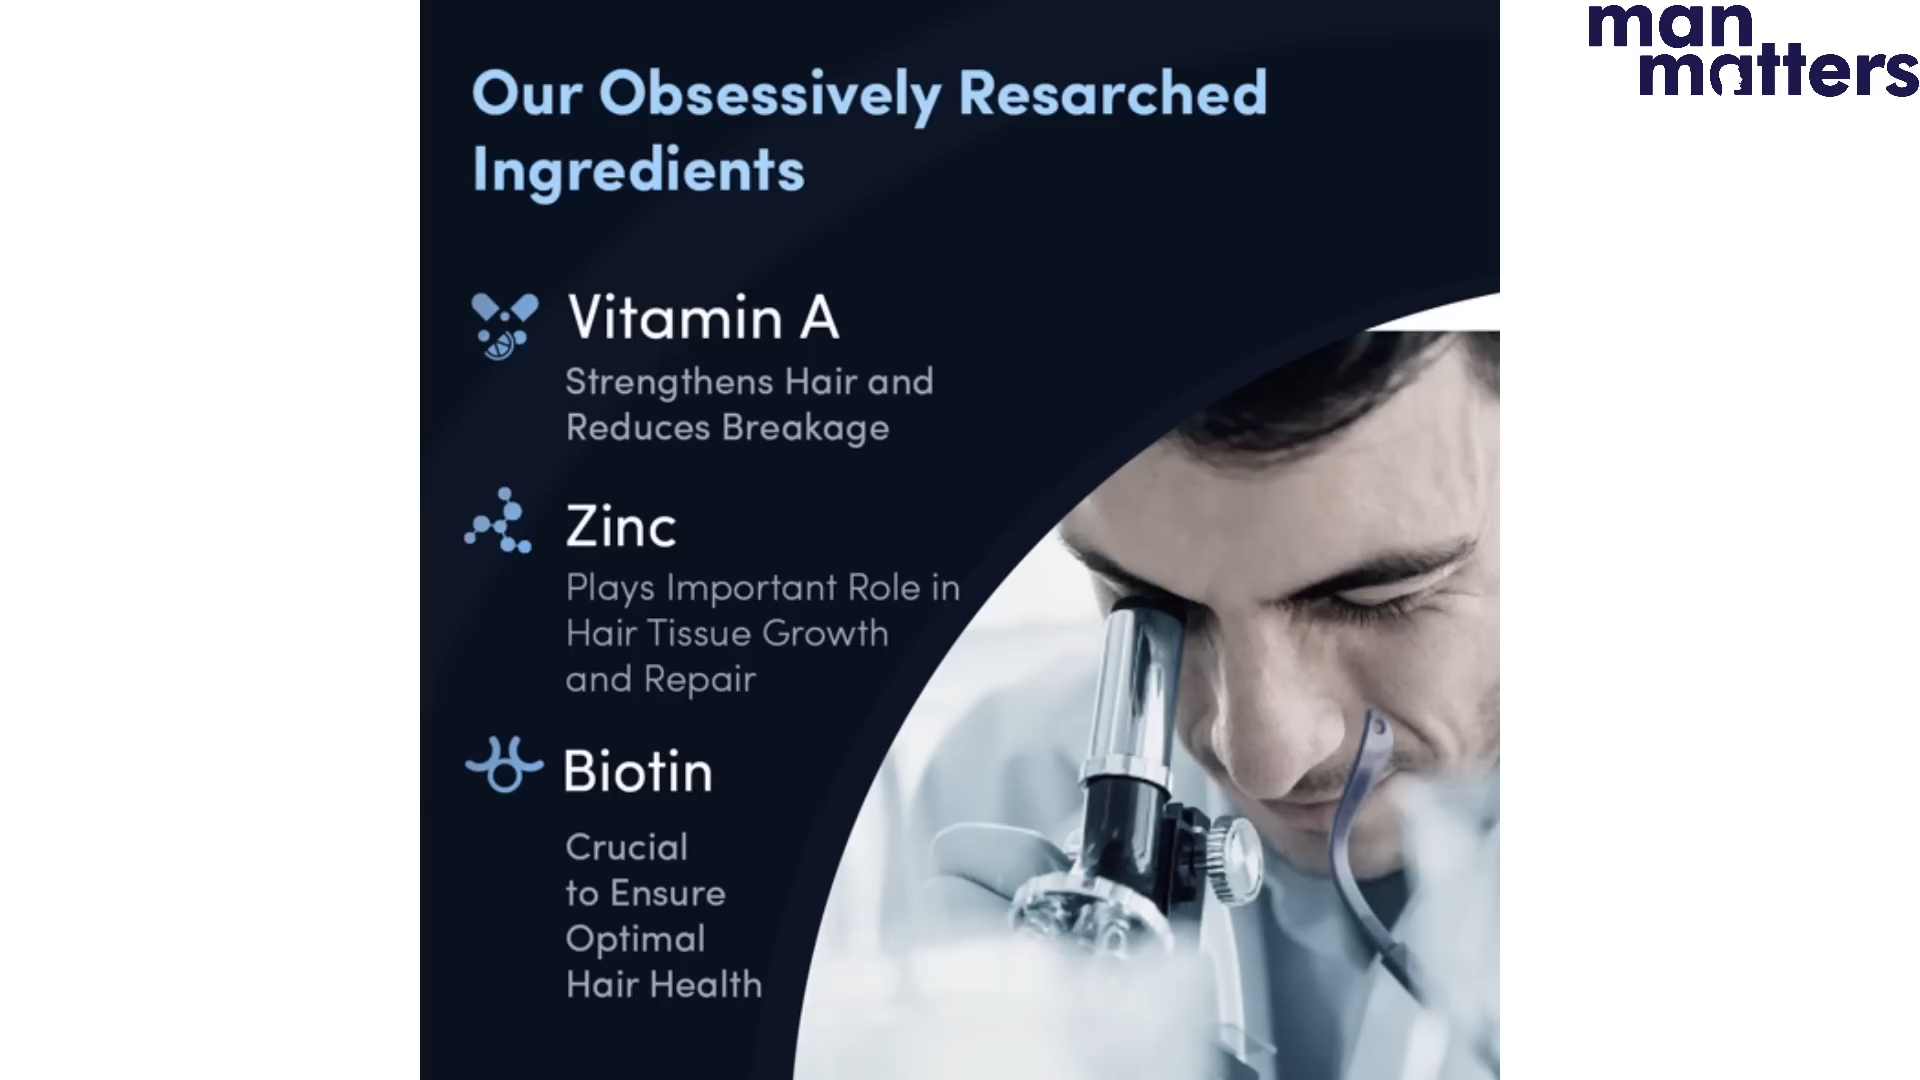 Our Obsessively Resarched
Ingredients
Vitamin A
Strengthens Hair and
Reduces Breakage
Zinc
Plays Important Role in
Hair Tissue Growth
and Repair
Biotin
Crucial
to Ensure
Optimal
Hair Health
man
matters